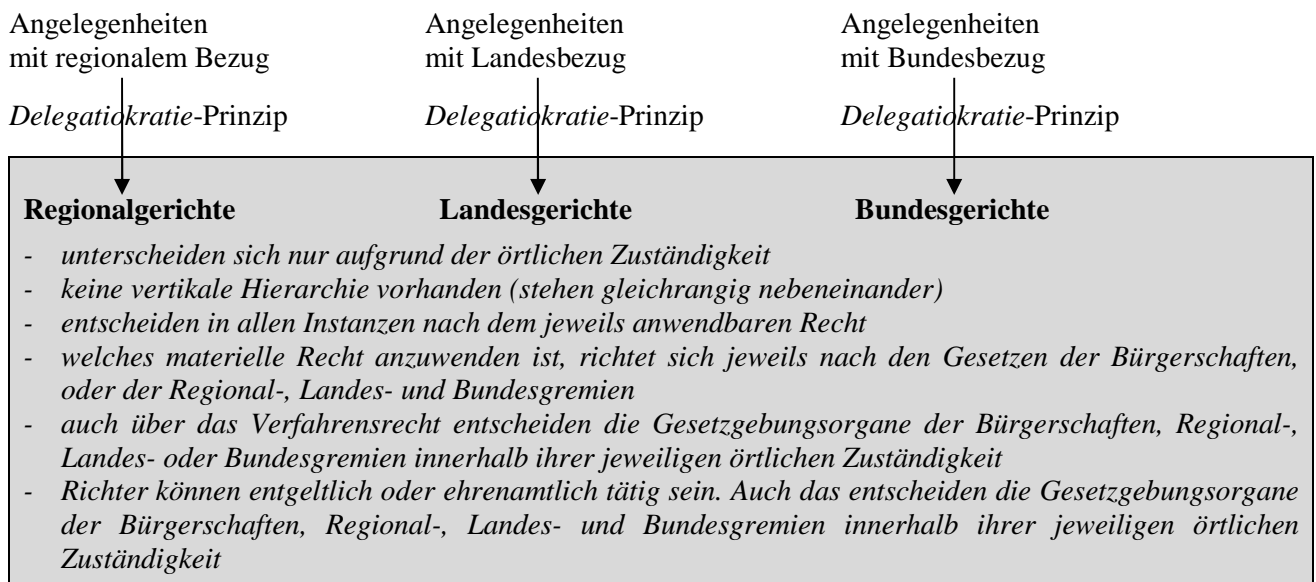 Angelegenheiten Angelegenheiten Angelegenheiten
mit regionalem Bezug mit Landesbezug mit Bundesbezug
Delegatiokratie-Prinzip Delegatiokratie-Prinzip Delegatiokratie-Prinzip
Regionalgerichte Landesgerichte Bundesgerichte
- unterscheiden sich nur aufgrund der örtlichen Zuständigkeit
- keine vertikale Hierarchie vorhanden (stehen gleichrangig nebeneinander)
- entscheiden in allen Instanzen nach dem jeweils anwendbaren Recht
- welches materielle Recht anzuwenden ist, richtet sich jeweils nach den Gesetzen der Bürgerschaften,
oder der Regional-, Landes- und Bundesgremien
- auch über das Verfahrensrecht entscheiden die Gesetzgebungsorgane der Bürgerschaften, Regional-,
Landes- oder Bundesgremien innerhalb ihrer jeweiligen örtlichen Zuständigkeit
- Richter können entgeltlich oder ehrenamtlich tätig sein. Auch das entscheiden die Gesetzgebungsorgane
der Bürgerschaften, Regional-, Landes- und Bundesgremien innerhalb ihrer jeweiligen örtlichen
Zuständigkeit